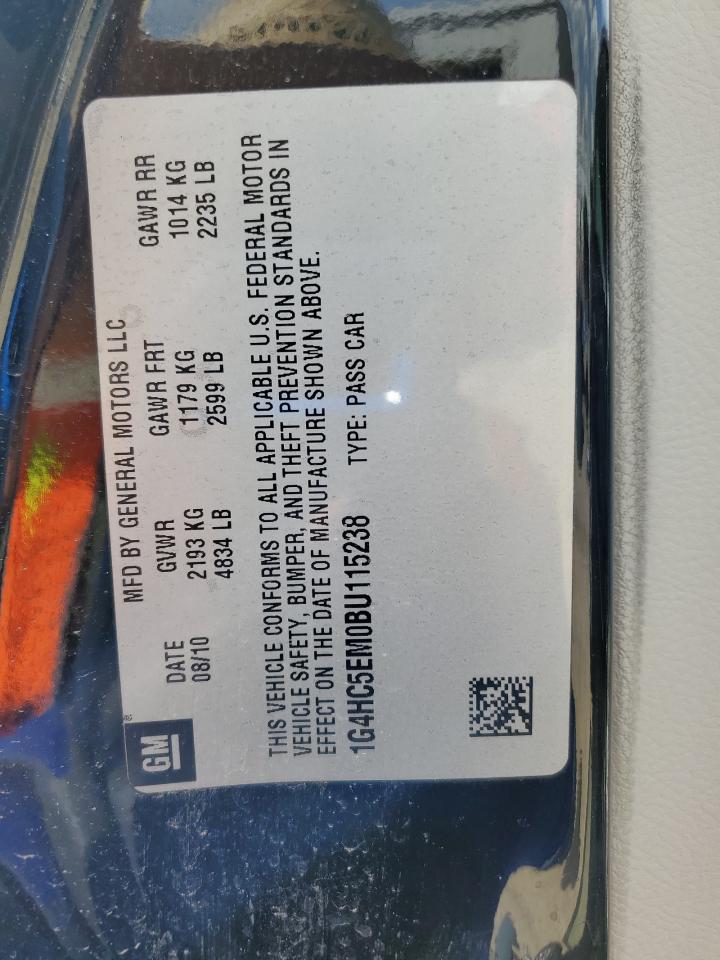 GM
MFD BY GENERAL MOTORS LLC
DATE GVWR GAWR FRT GAWR RR
08/10 2193 KG 1179 KG 1014 KG
4834 LB 2599 LB 2235 LB
THIS VEHICLE CONFORMS TO ALL APPLICABLE U.S. FEDERAL MOTOR
VEHICLE SAFETY, BUMPER, AND THEFT PREVENTION STANDARDS IN
EFFECT ON THE DATE OF MANUFACTURE SHOWN ABOVE.
1G4HC5EM0BU115238 TYPE: PASS CAR